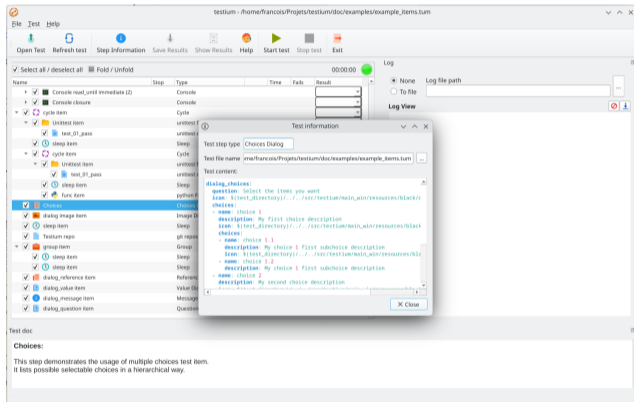 testium - /home/francois/Projets/testium/doc/examples/example_items.tum
File Test Help
Open Test Refresh test Step Information Save Results Show Results Help Start test Stop test Exit
Select all / deselect all Fold / Unfold 00:00:00
Name Stop Type Time Fails Result
Console read_until immediate (2) Console
Console closure Console
cycle item Cycle
Unittest item unittest
test_01_pass unittest
sleep item Sleep
cycle item Cycle
Unittest item unittest
test_01_pass unittest
sleep item Sleep
func item python
Choices Choices
dialog image item Image Di
sleep item Sleep
Testium repo git repos
group item Group
sleep item Sleep
sleep item Sleep
dialog_reference item Referenc
dialog_value item Value Di
dialog_message item Message
dialog_question item Question
Log
None Log file path
To file ...
Log View
Test information
Test step type Choices Dialog
Test file name me/francois/Projets/testium/doc/examples/example_items.tum ...
Test content:
dialog_choices:
question: Select the items you want
icon: $(test_directory)/../../src/testium/main_win/resources/black/c
choices:
- name: choice 1
description: My first choice description
icon: $(test_directory)/../../src/testium/main_win/resources/black
choices:
- name: choice 1.1
description: My choice 1 first subchoice description
icon: $(test_directory)/../../src/testium/main_win/resources/blac
- name: choice 1.2
description: My choice 1 first subchoice description
- name: choice 2
description: My second choice description
Close
Test doc
Choices:
This step demonstrates the usage of multiple choices test item.
It lists possible selectable choices in a hierarchical way.